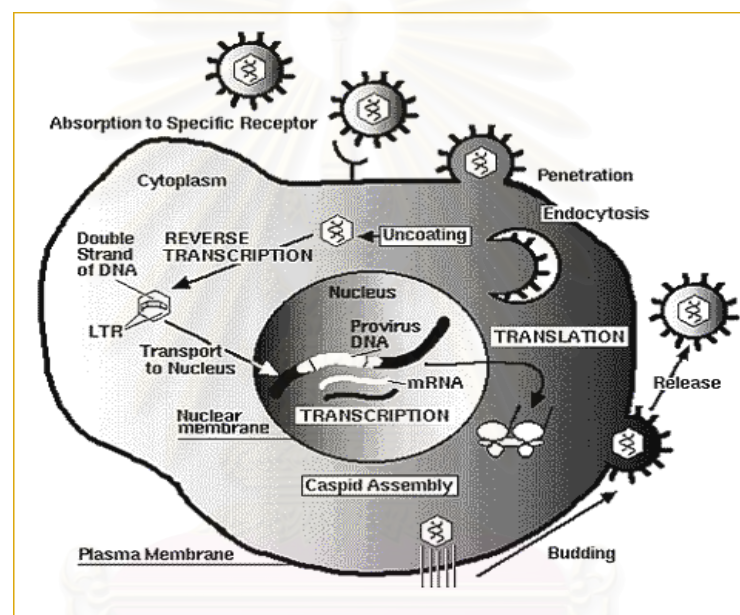 Absorption to Specific Receptor
Cytoplasm
Penetration
Endocytosis
Uncoating
REVERSE
TRANSCRIPTION
Double
Strand
of DNA
LTR
Transport
to Nucleus
Nucleus
Provirus
DNA
mRNA
TRANSCRIPTION
Nuclear
membrane
TRANSLATION
Release
Caspid Assembly
Plasma Membrane
Budding